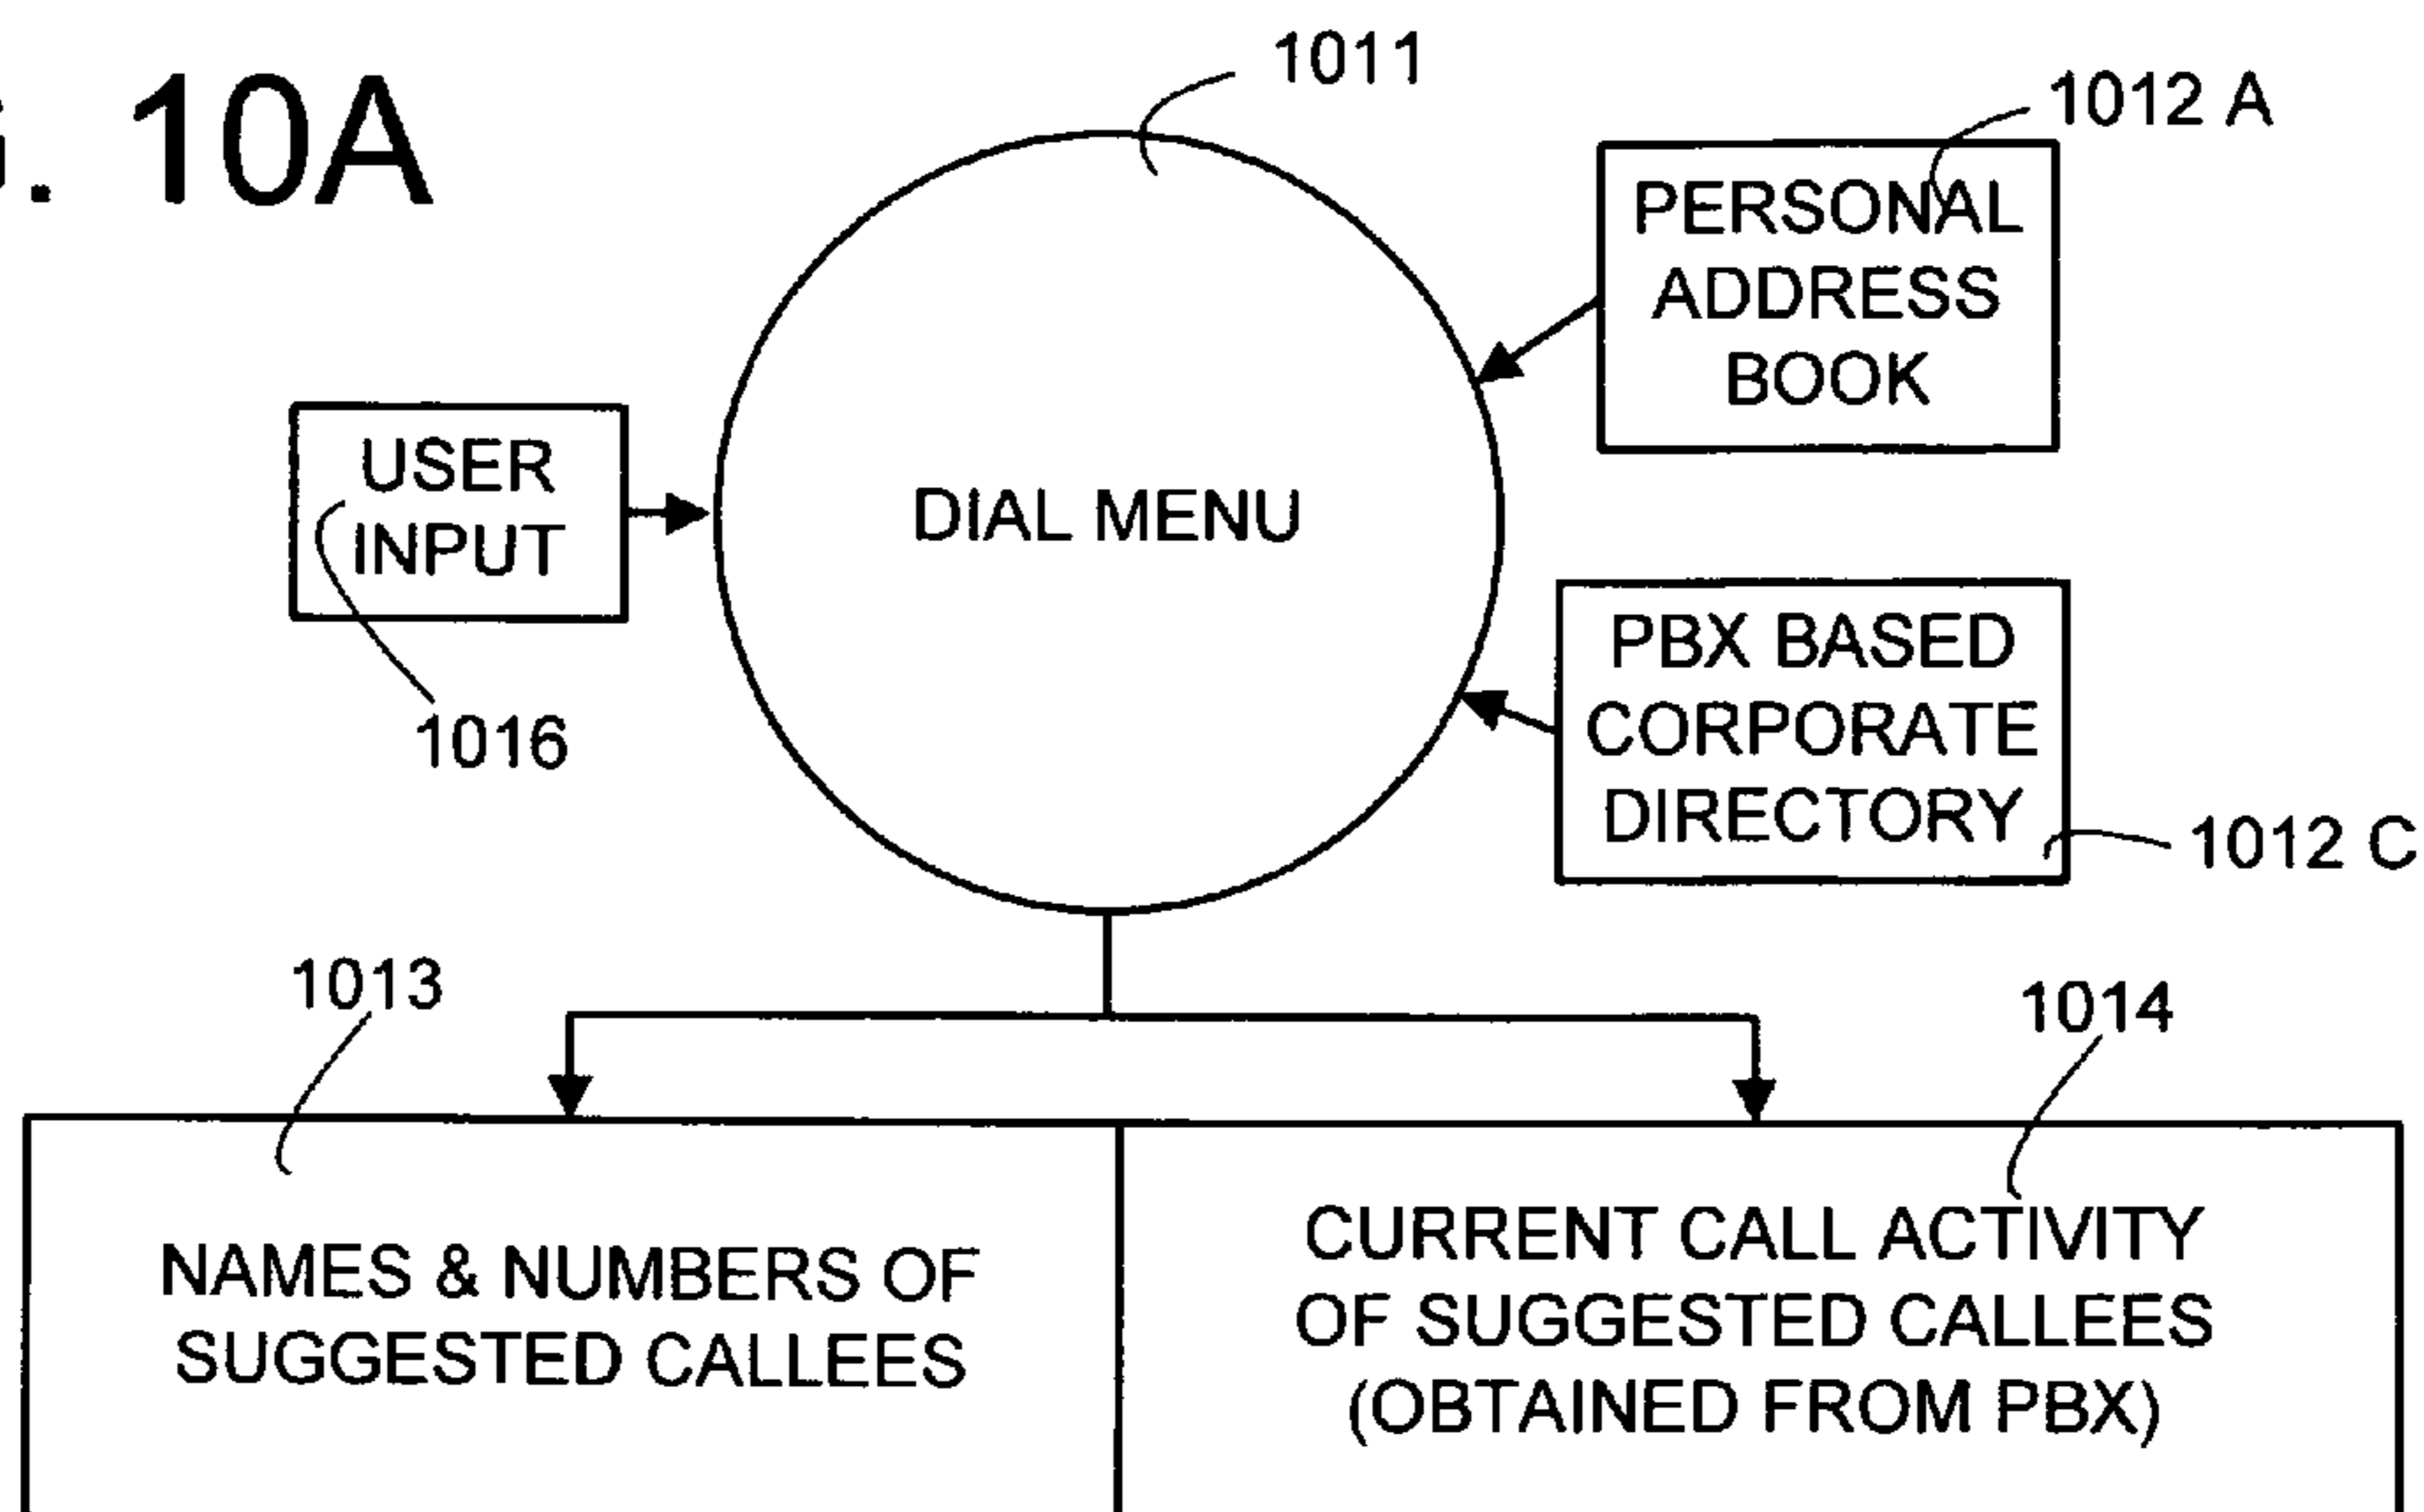 . 10A
1011
1012 A
PERSONAL
ADDRESS
BOOK
USER
INPUT
DIAL MENU
1016
PBX BASED
CORPORATE
DIRECTORY
1012 C
1013
1014
NAMES & NUMBERS OF
SUGGESTED CALLEES
CURRENT CALL ACTIVITY
OF SUGGESTED CALLEES
(OBTAINED FROM PBX)